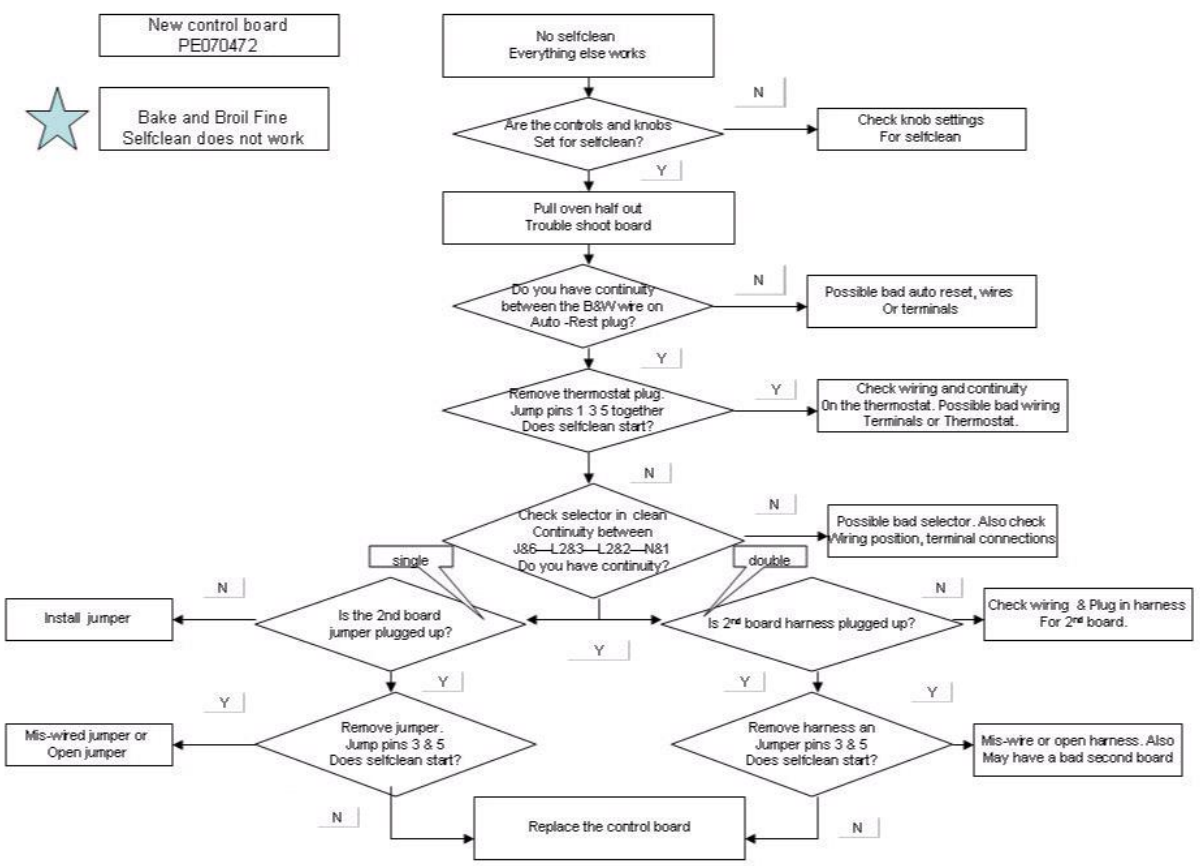 New control board
PE070472
No selfclean
Everything else works
Bake and Broil Fine
Selfclean does not work
N
Are the controls and knobs
Set for selfclean?
Check knob settings
For selfclean
Y
Pull oven half out
Trouble shoot board
N
Do you have continuity
between the B&W wire on
Auto -Rest plug?
Possible bad auto reset, wires
Or terminals
Y
Remove thermostat plug.
Jump pins 1 3 5 together
Does selfclean start?
Y
Check wiring and continuity
On the thermostat. Possible bad wiring
Terminals or Thermostat.
N
Check selector in clean
Continuity between
J&6—L2&3—L2&2—N&1
Do you have continuity?
N
Possible bad selector. Also check
Wiring position, terminal connections
single
double
N
Install jumper
Is the 2nd board
jumper plugged up?
Y
Is 2nd board harness plugged up?
N
Check wiring & Plug in harness
For 2nd board.
Y
Y
Y
Y
Mis-wired jumper or
Open jumper
Remove jumper.
Jump pins 3 & 5
Does selfclean start?
Remove harness an
Jumper pins 3 & 5
Does selfclean start?
Mis-wire or open harness. Also
May have a bad second board
N
Replace the control board
N